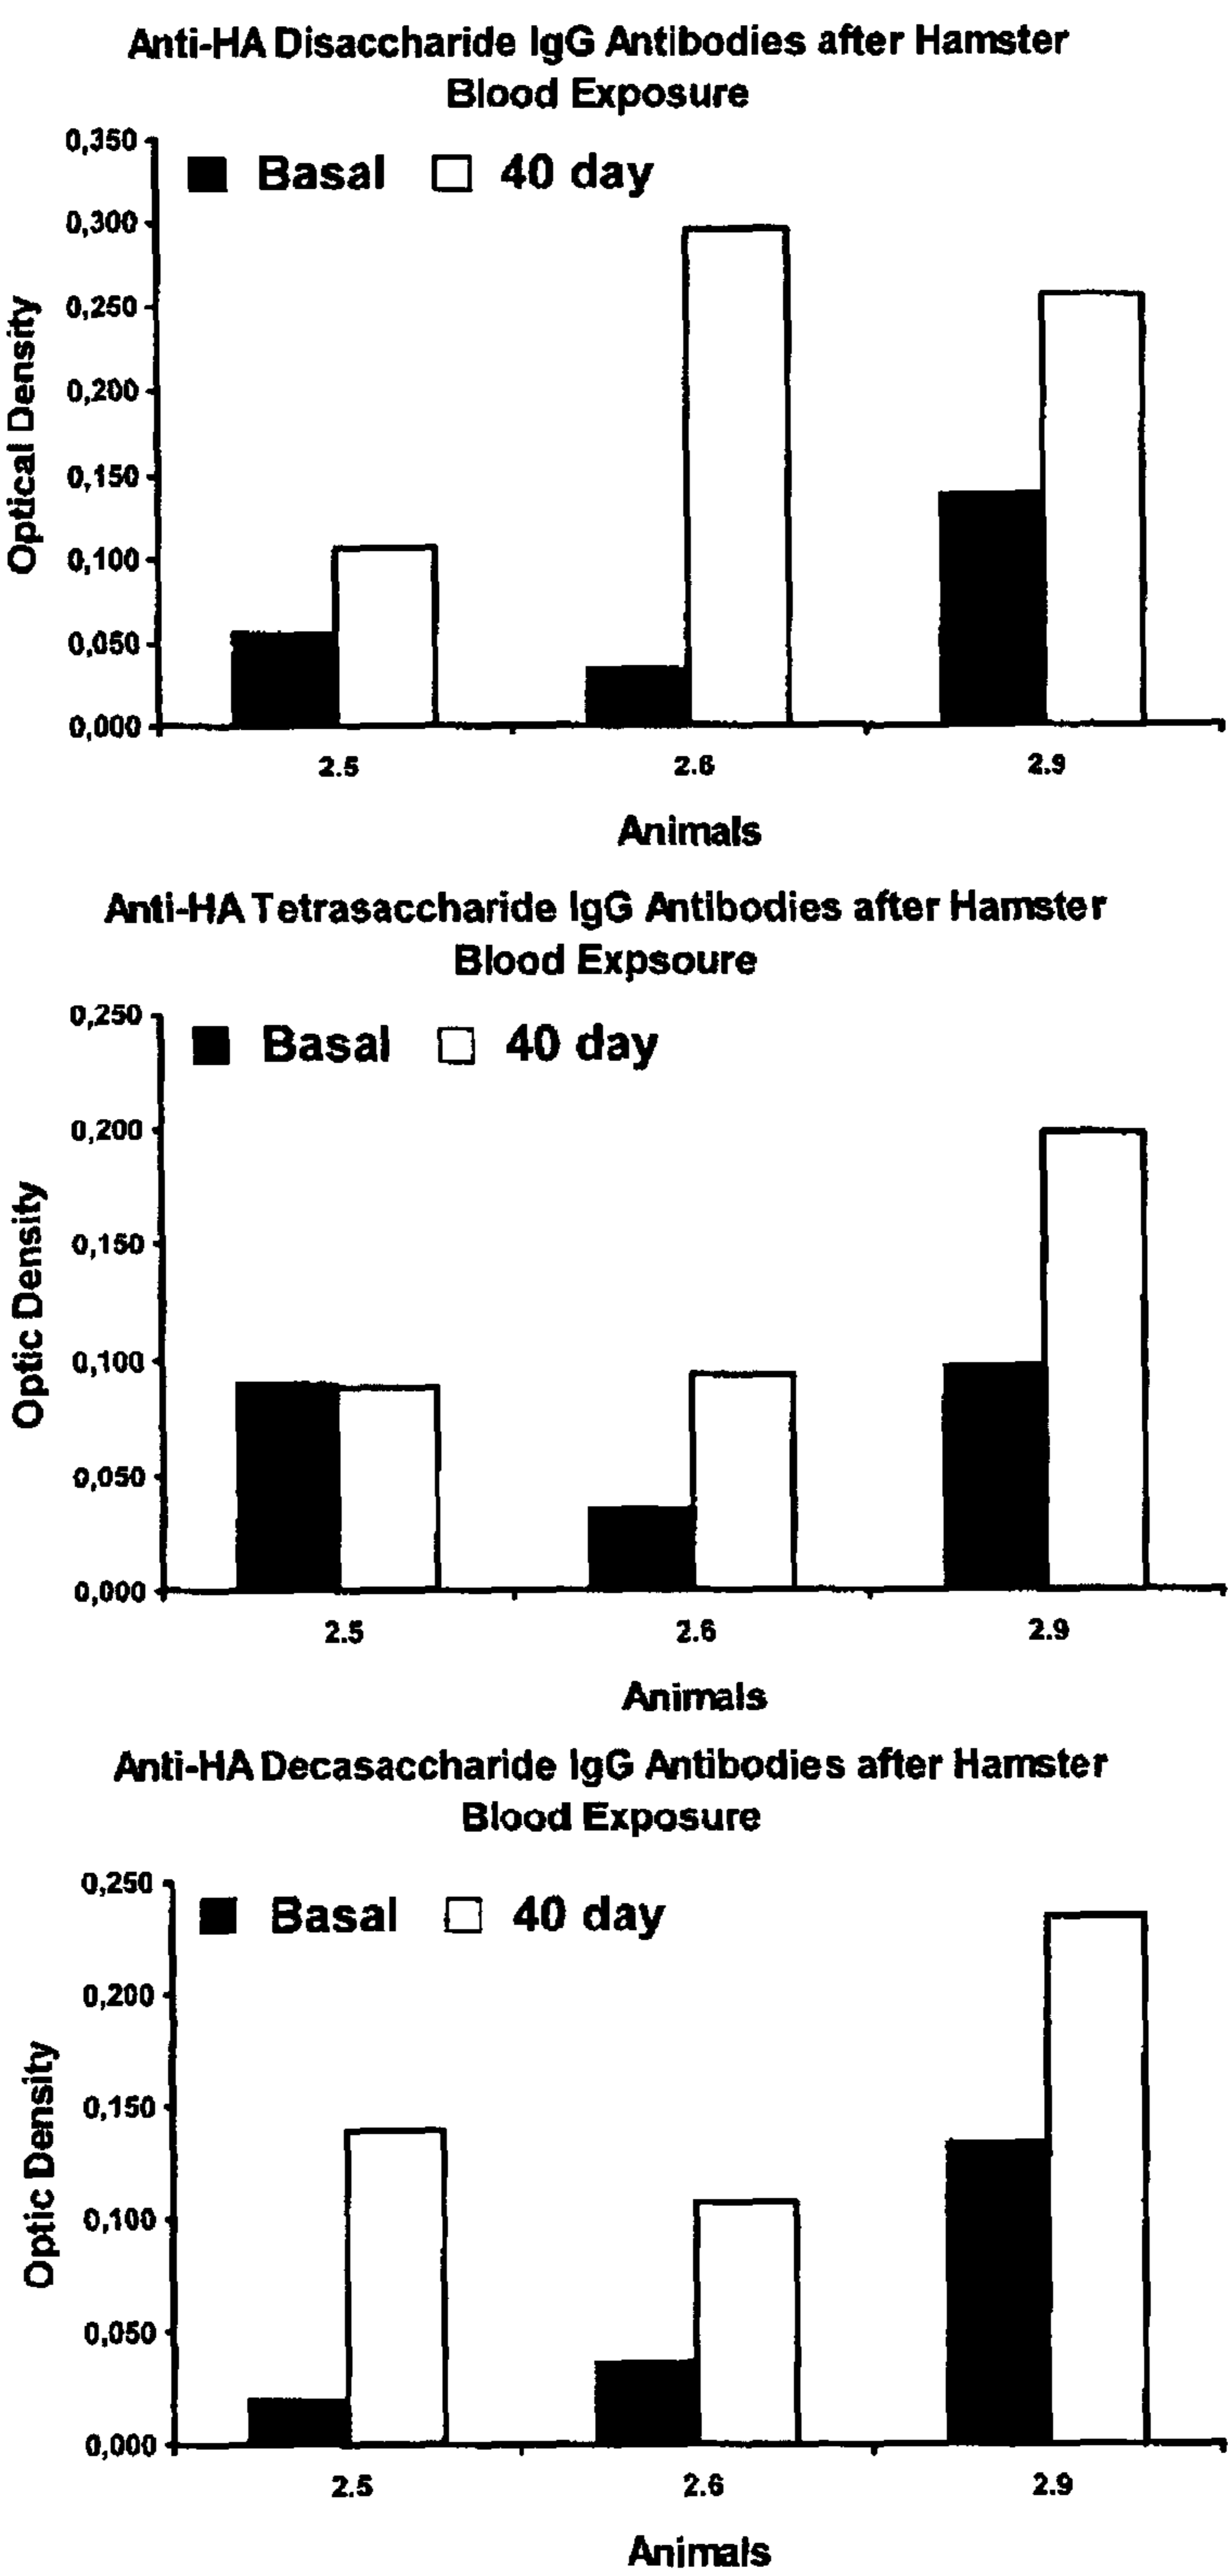 Anti-HA Disaccharide IgG Antibodies after Hamster
Blood Exposure
0,350
Basal 40 day
0,300
0,250
0,200
0,150
0,100
0,050
0,000
Optical Density
2.5 2.6 2.9
Animals
Anti-HA Tetrasaccharide IgG Antibodies after Hamster
Blood Expsoure
0,250
Basal 40 day
0,200
0,150
0,100
0,050
0,000
Optic Density
2.5 2.6 2.9
Animals
Anti-HA Decasaccharide IgG Antibodies after Hamster
Blood Exposure
0,250
Basal 40 day
0,200
0,150
0,100
0,050
0,000
Optic Density
2.5 2.6 2.9
Animals